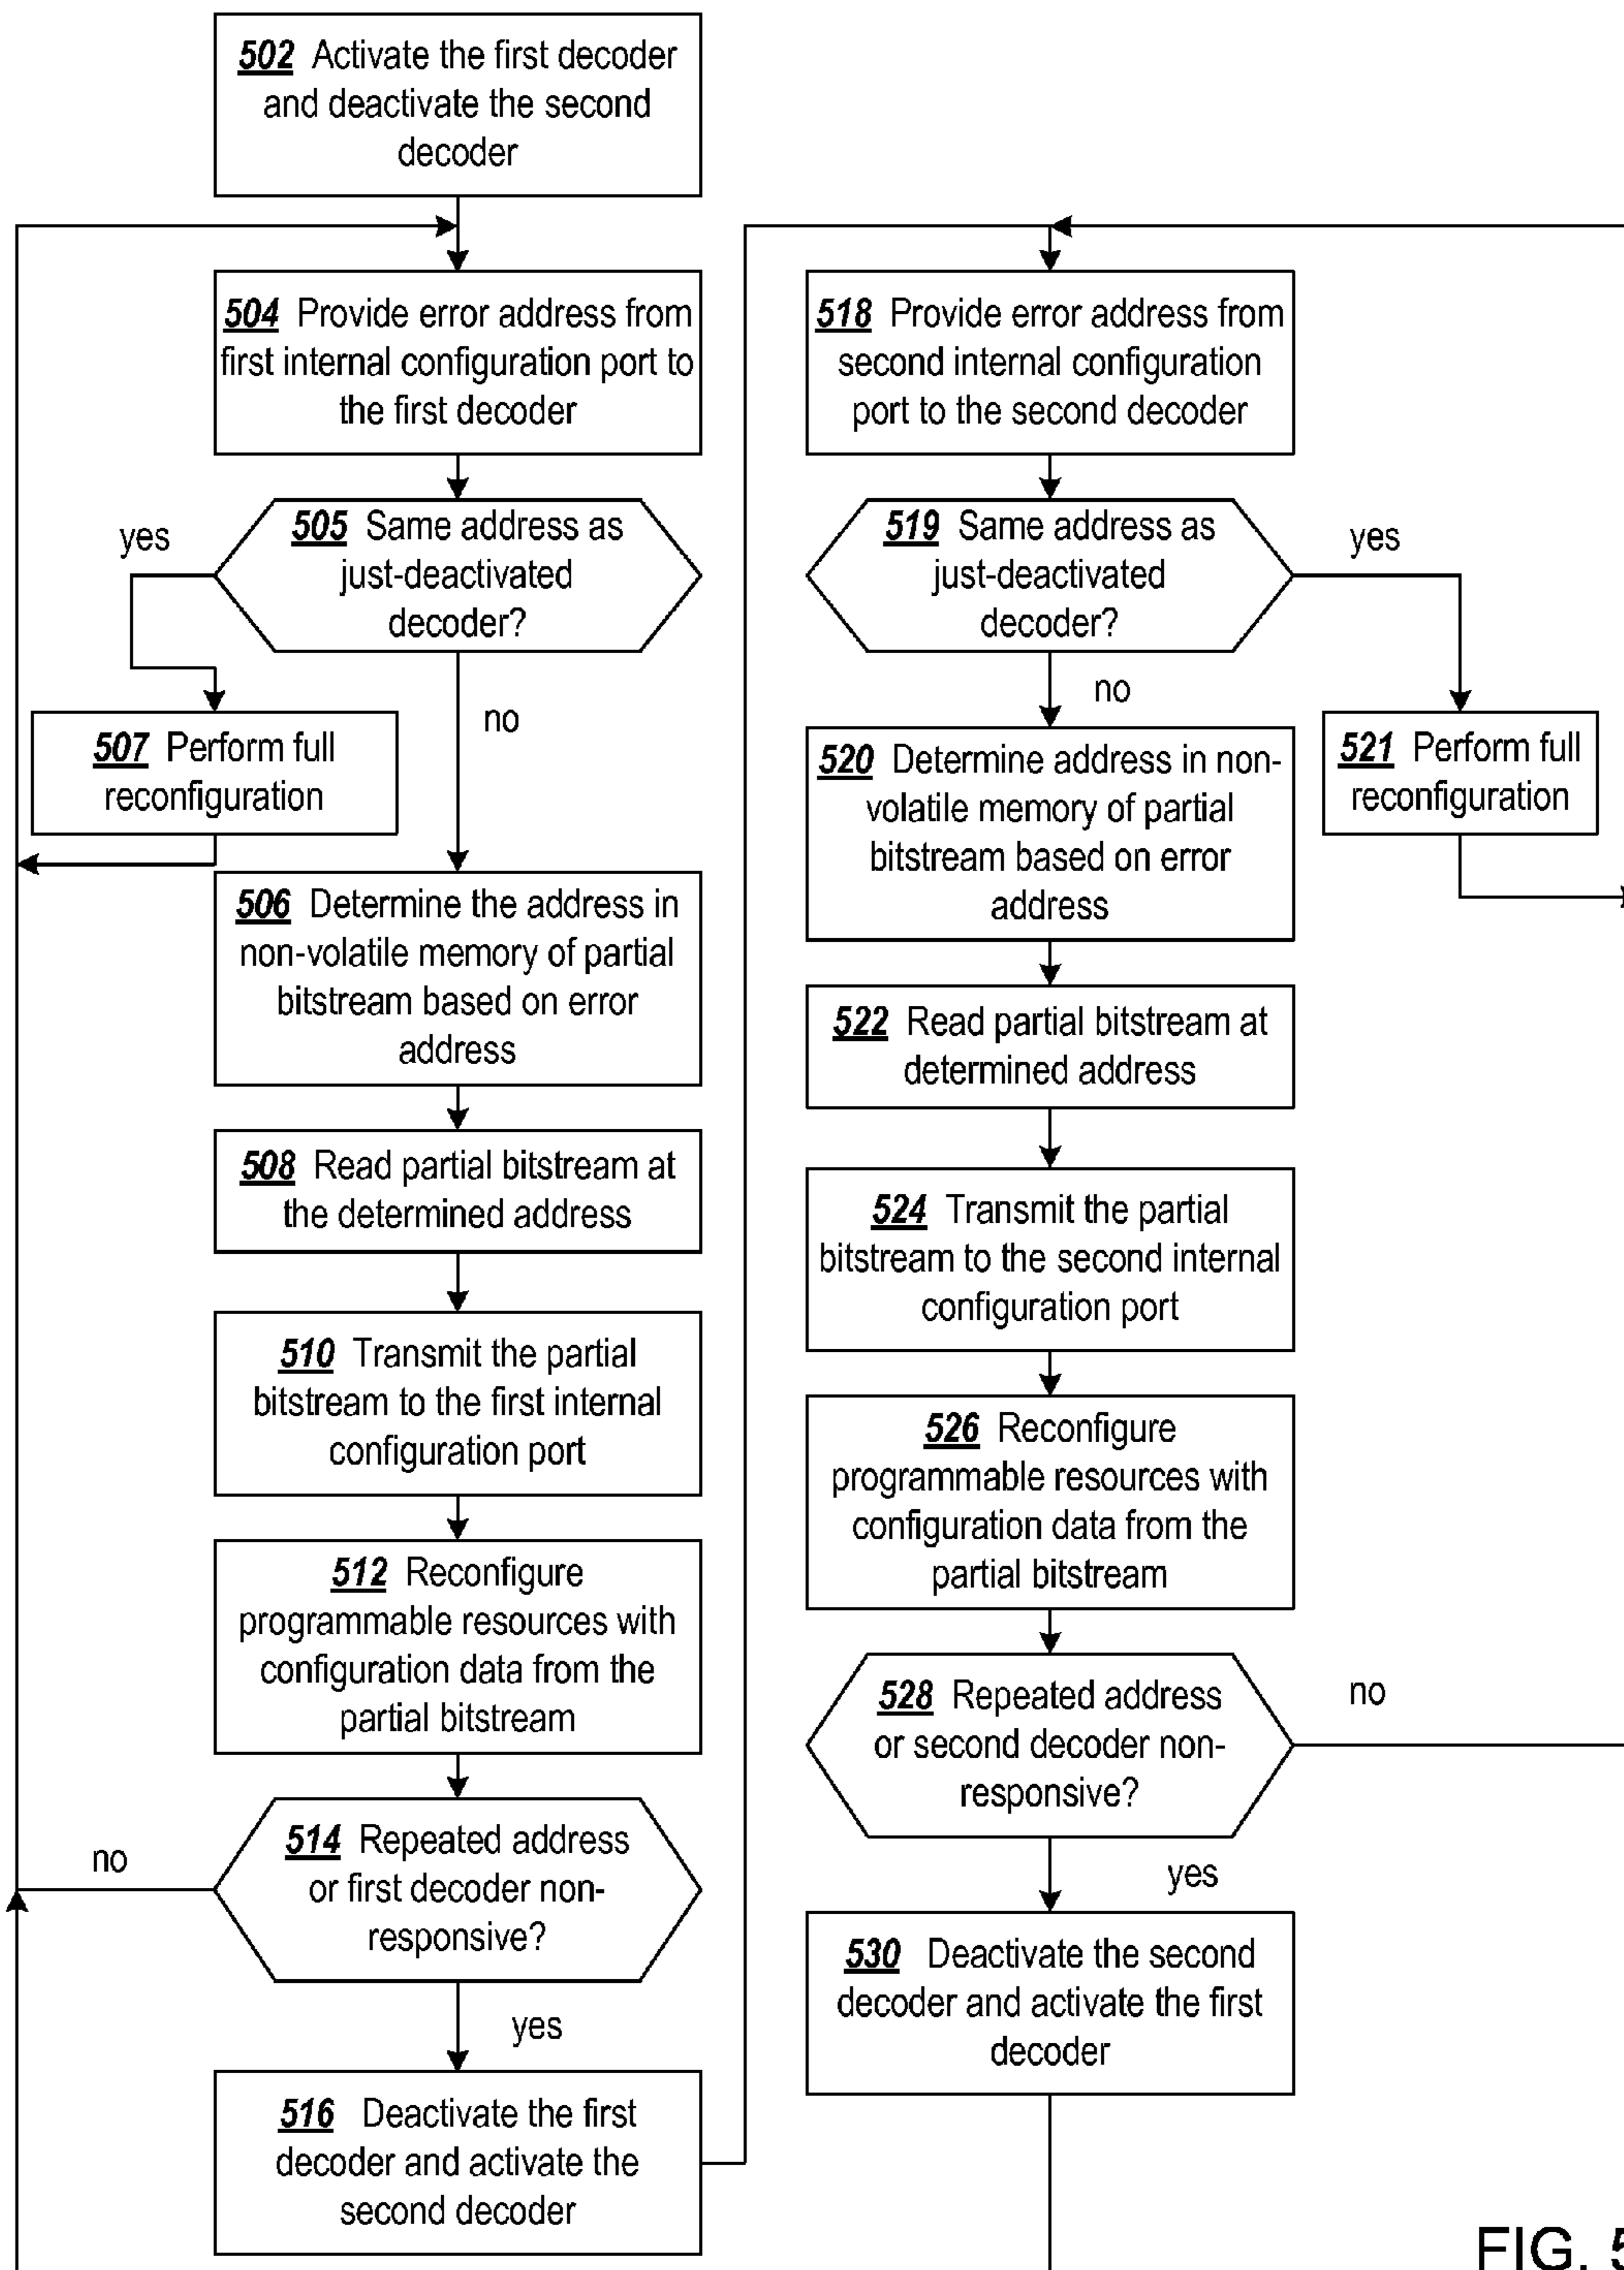 502 Activate the first decoder
and deactivate the second
decoder
504 Provide error address from
first internal configuration port to
the first decoder
505 Same address as
just-deactivated
decoder?
yes
no
507 Perform full
reconfiguration
506 Determine the address in
non-volatile memory of partial
bitstream based on error
address
508 Read partial bitstream at
the determined address
510 Transmit the partial
bitstream to the first internal
configuration port
512 Reconfigure
programmable resources with
configuration data from the
partial bitstream
514 Repeated address
or first decoder non-
responsive?
no
yes
516 Deactivate the first
decoder and activate the
second decoder
518 Provide error address from
second internal configuration
port to the second decoder
519 Same address as
just-deactivated
decoder?
yes
no
521 Perform full
reconfiguration
520 Determine address in non-
volatile memory of partial
bitstream based on error
address
522 Read partial bitstream at
determined address
524 Transmit the partial
bitstream to the second internal
configuration port
526 Reconfigure
programmable resources with
configuration data from the
partial bitstream
528 Repeated address
or second decoder non-
responsive?
no
yes
530 Deactivate the second
decoder and activate the first
decoder
FIG. 5